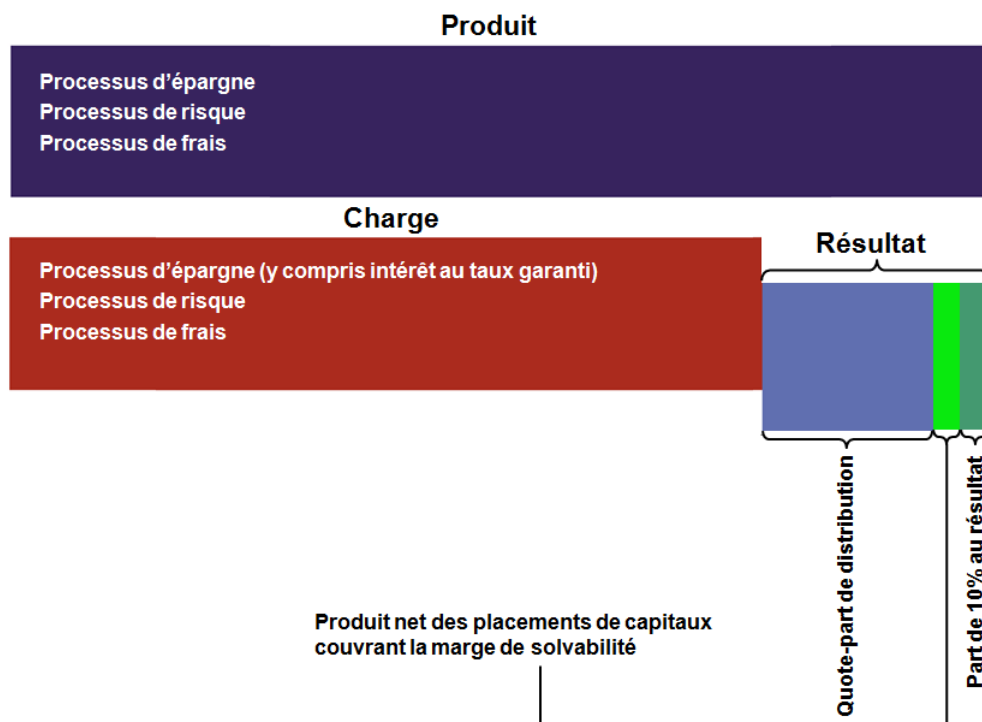 Produit
Processus d'épargne
Processus de risque
Processus de frais
Charge
Résultat
Processus d'épargne (y compris intérêt au taux garanti)
Processus de risque
Processus de frais
Quote-part de distribution
Part de 10% au résultat
Produit net des placements de capitaux
couvrant la marge de solvabilité